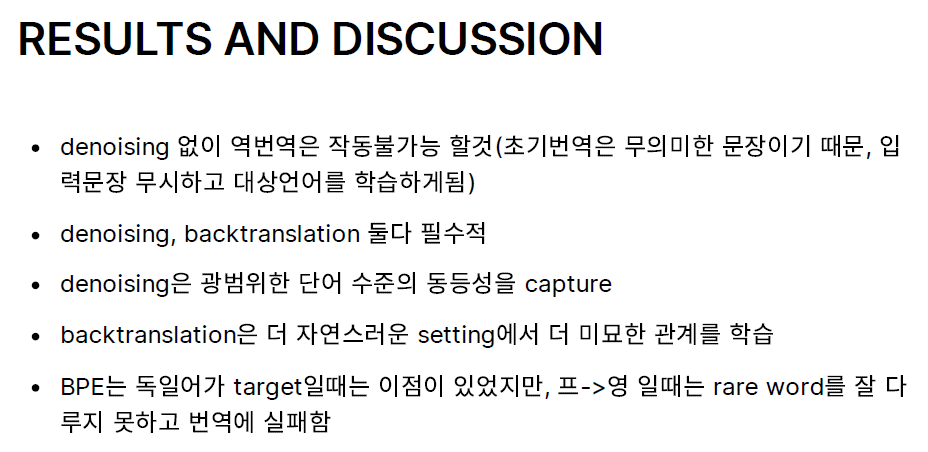 RESULTS AND DISCUSSION
• denoising 없이 역번역은 작동불가능 할것(초기번역은 무의미한 문장이기 때문, 입
력문장 무시하고 대상언어를 학습하게됨)
• denoising, backtranslation 둘다 필수적
• denoising은 광범위한 단어 수준의 동등성을 capture
• backtranslation은 더 자연스러운 setting에서 더 미묘한 관계를 학습
• BPE는 독일어가 target일때는 이점이 있었지만, 프->영 일때는 rare word를 잘 다
루지 못하고 번역에 실패함